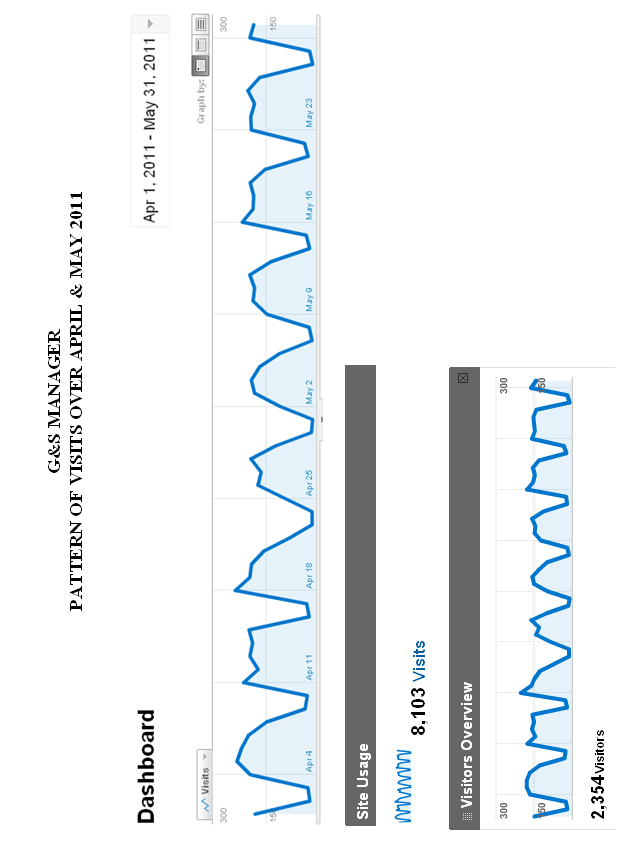 G&S MANAGER
PATTERN OF VISITS OVER APRIL & MAY 2011
Dashboard
Apr 1, 2011 - May 31, 2011
Visits
Graph by:
300
300
15
150
Apr 4
Apr 11
Apr 18
Apr 25
May 2
May 9
May 16
May 23
Site Usage
8,103 Visits
Visitors Overview
300
300
150
150
2,354 Visitors